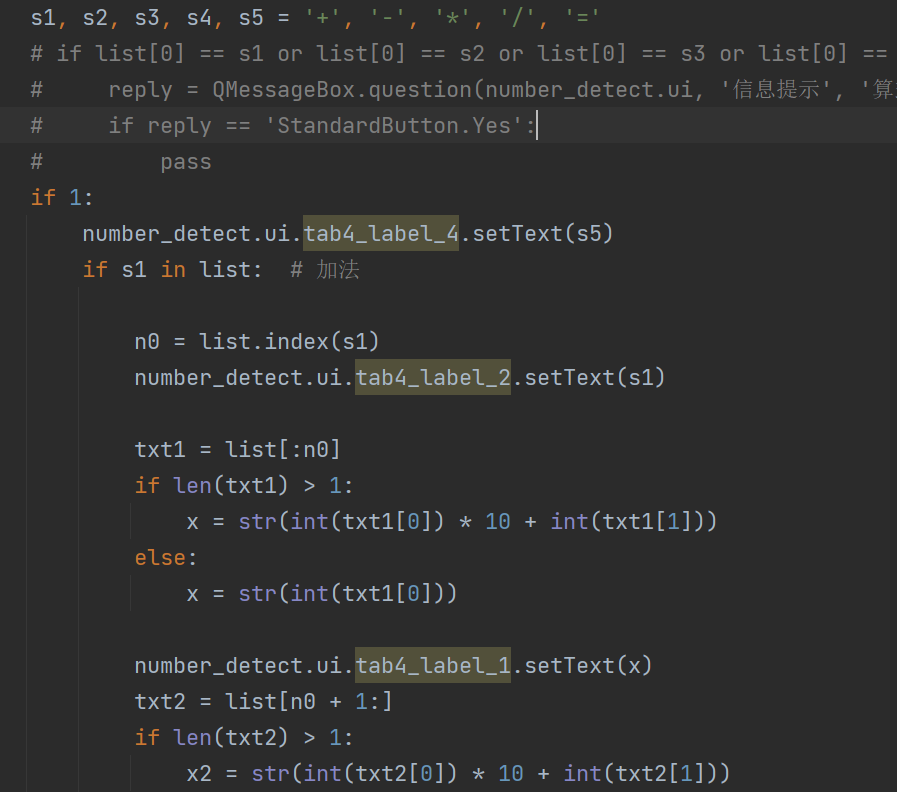 s1, s2, s3, s4, s5 = '+', '-', '*', '/', '='
# if list[0] == s1 or list[0] == s2 or list[0] == s3 or list[0] ==
#     reply = QMessageBox.question(number_detect.ui, '信息提示', '算
#     if reply == 'StandardButton.Yes':
#         pass
if 1:
    number_detect.ui.tab4_label_4.setText(s5)
    if s1 in list:  # 加法
        n0 = list.index(s1)
        number_detect.ui.tab4_label_2.setText(s1)
        txt1 = list[:n0]
        if len(txt1) > 1:
            x = str(int(txt1[0]) * 10 + int(txt1[1]))
        else:
            x = str(int(txt1[0]))
        number_detect.ui.tab4_label_1.setText(x)
        txt2 = list[n0 + 1:]
        if len(txt2) > 1:
            x2 = str(int(txt2[0]) * 10 + int(txt2[1]))